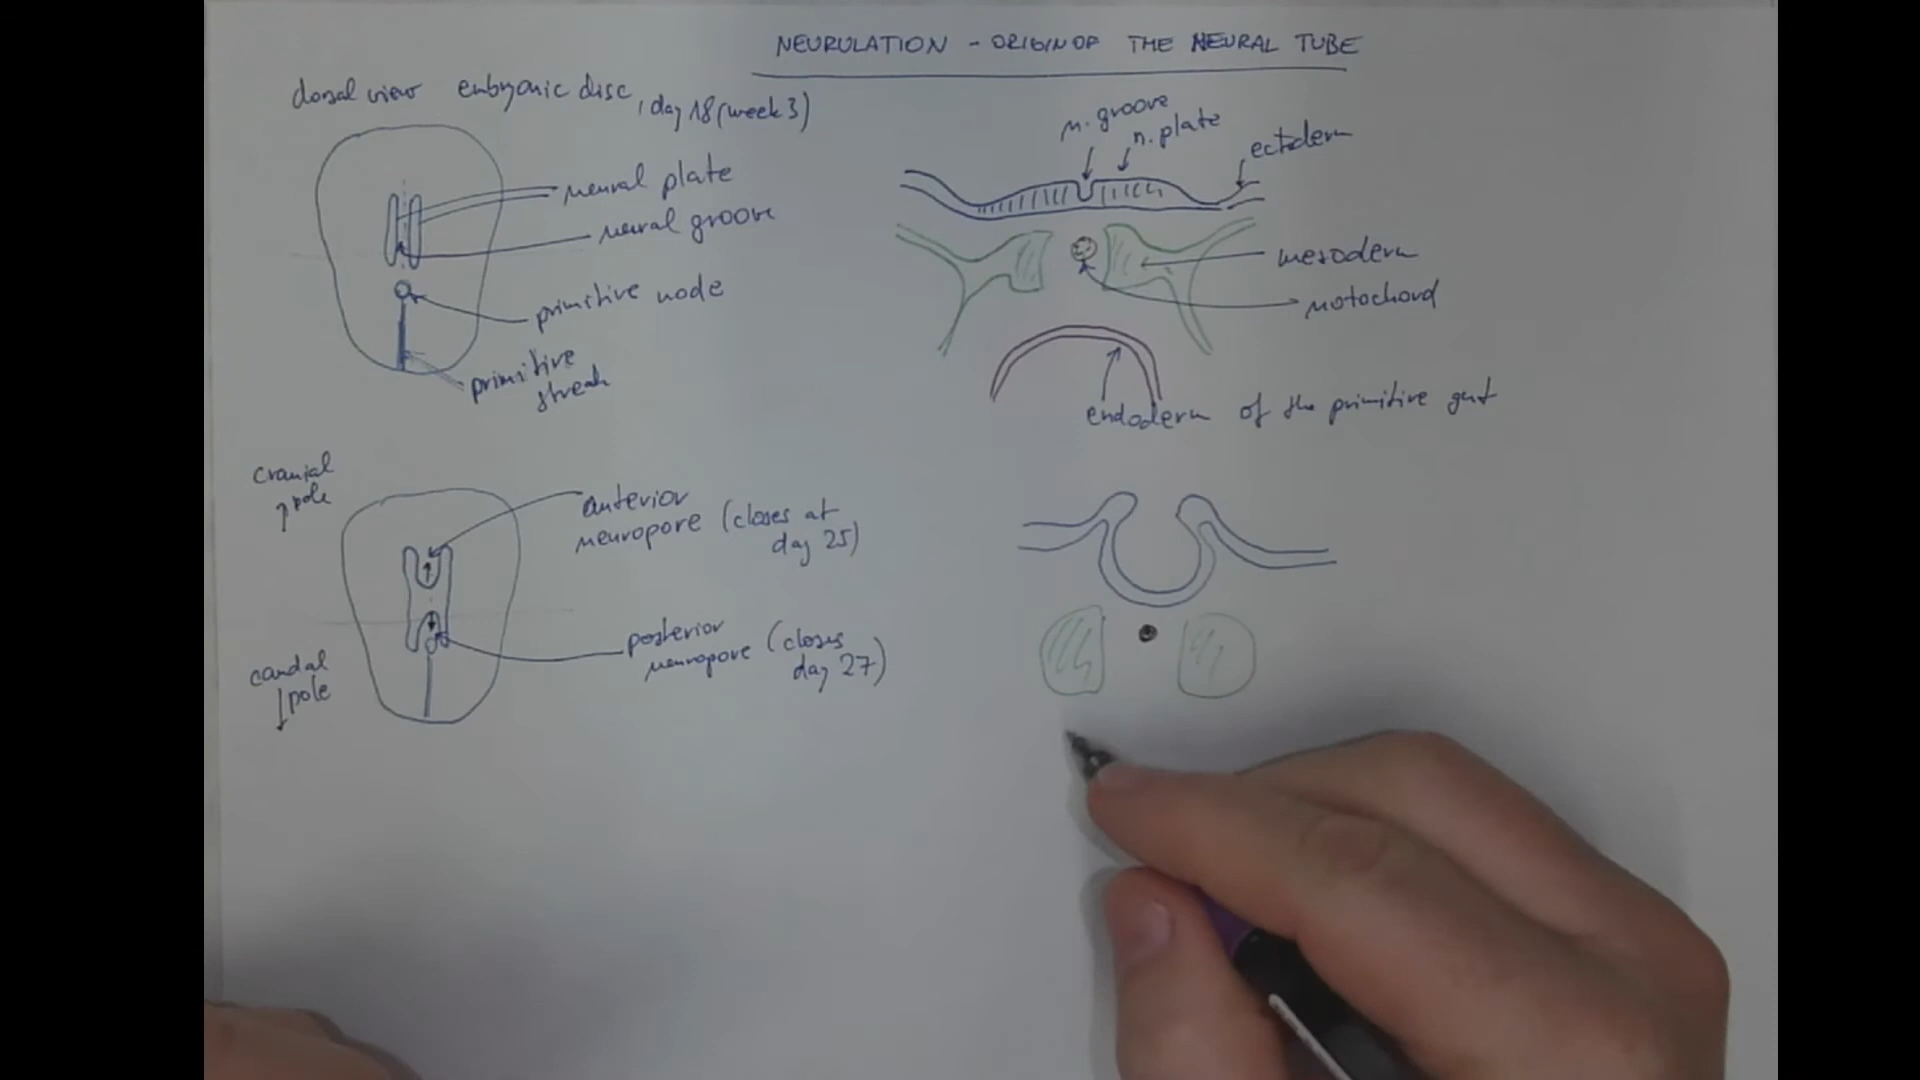 NEURULATION - ORIGIN OF THE NEURAL TUBE
dorsal view embryonic disc, day 18 (week 3)
neural plate
neural groove
primitive node
primitive
streak
n. groove
n. plate
ectoderm
mesoderm
notochord
endoderm of the primitive gut
cranial
pole
anterior
neuropore (closes at
day 25)
caudal
pole
posterior
neuropore (closes
day 27)